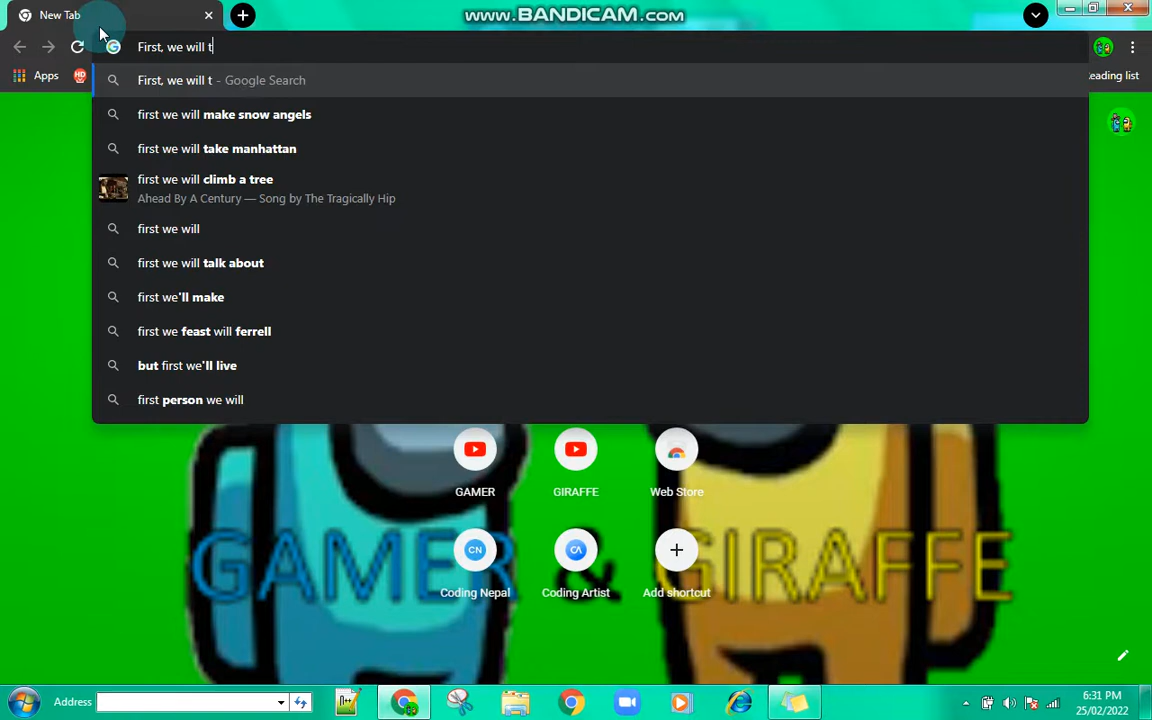 New Tab
www.BANDICAM.com
First, we will t
Apps
HD
eading list
First, we will t - Google Search
first we will make snow angels
first we will take manhattan
first we will climb a tree
Ahead By A Century — Song by The Tragically Hip
first we will
first we will talk about
first we'll make
first we feast will ferrell
but first we'll live
first person we will
GAMER
GIRAFFE
Web Store
GAMER & GIRAFFE
CN
CA
Coding Nepal
Coding Artist
Add shortcut
Address
6:31 PM
25/02/2022